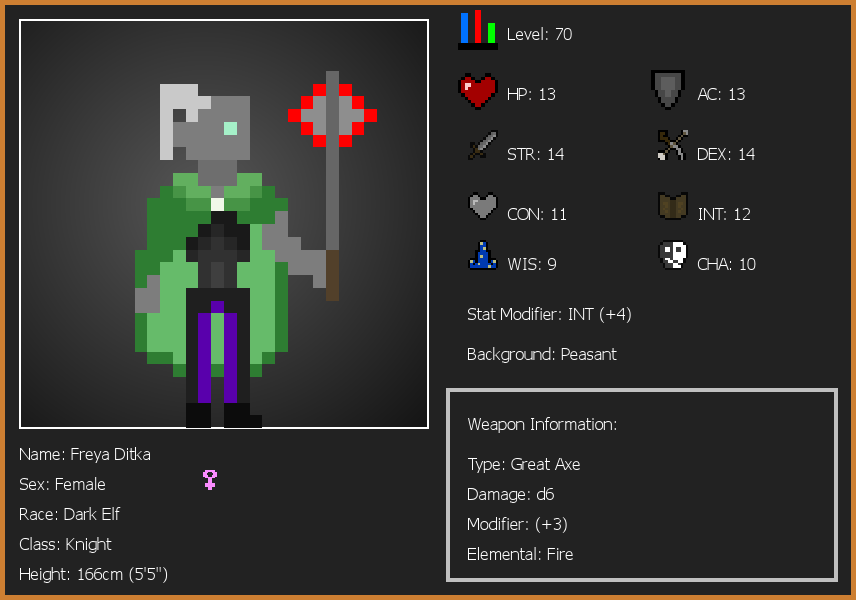 Level: 70
HP: 13
AC: 13
STR: 14
DEX: 14
CON: 11
INT: 12
WIS: 9
CHA: 10
Stat Modifier: INT (+4)
Background: Peasant
Weapon Information:
Type: Great Axe
Damage: d6
Modifier: (+3)
Elemental: Fire
Name: Freya Ditka
Sex: Female
Race: Dark Elf
Class: Knight
Height: 166cm (5'5")